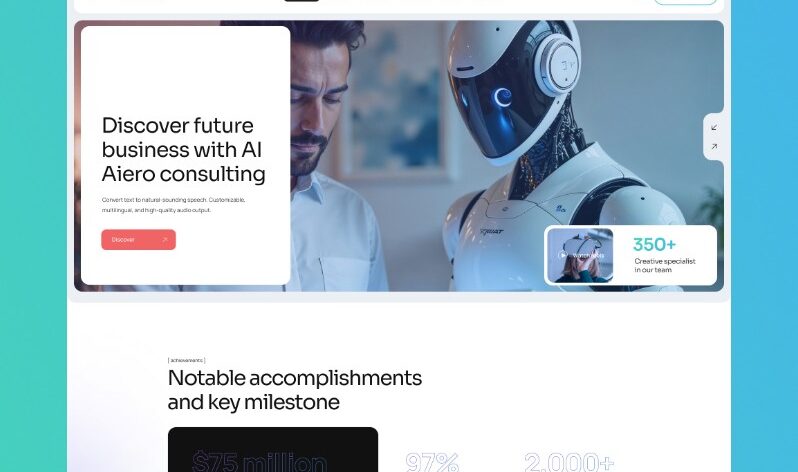 Discover future
business with AI
Aiero consulting
Convert text to natural-sounding speech. Customizable,
multilingual, and high-quality audio output.
Discover
350+
Creative specialist
in our team
[ achievements ]
Notable accomplishments
and key milestone
$75 million
97%
2,000+